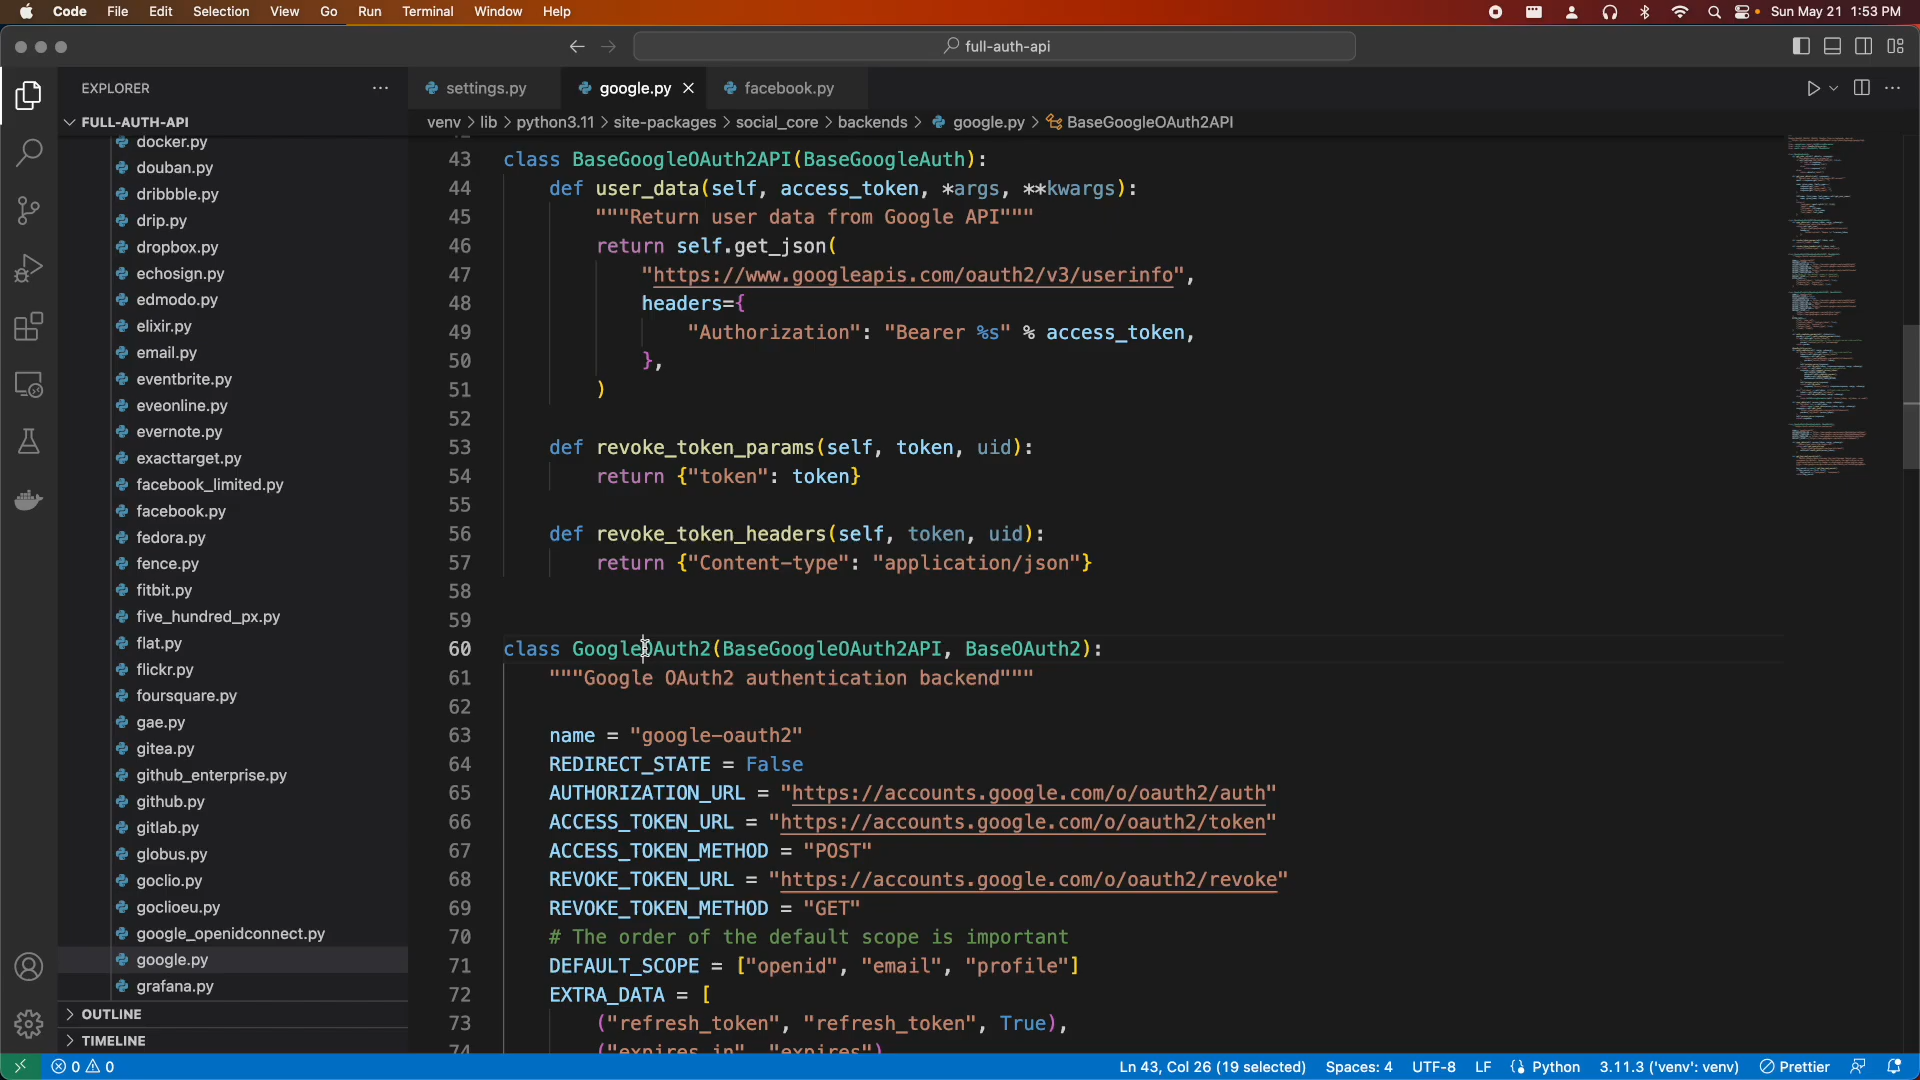 Code File Edit Selection View Go Run Terminal Window Help Sun May 21 1:53 PM
full-auth-api
EXPLORER
settings.py google.py facebook.py
FULL-AUTH-API
venv > lib > python3.11 > site-packages > social_core > backends > google.py > BaseGoogleOAuth2API
docker.py
douban.py
dribbble.py
drip.py
dropbox.py
echosign.py
edmodo.py
elixir.py
email.py
eventbrite.py
eveonline.py
evernote.py
exacttarget.py
facebook_limited.py
facebook.py
fedora.py
fence.py
fitbit.py
five_hundred_px.py
flat.py
flickr.py
foursquare.py
gae.py
gitea.py
github_enterprise.py
github.py
gitlab.py
globus.py
goclio.py
goclioeu.py
google_openidconnect.py
google.py
grafana.py
OUTLINE
TIMELINE
43 class BaseGoogleOAuth2API(BaseGoogleAuth):
44 def user_data(self, access_token, *args, **kwargs):
45 """Return user data from Google API"""
46 return self.get_json(
47 "https://www.googleapis.com/oauth2/v3/userinfo",
48 headers={
49 "Authorization": "Bearer %s" % access_token,
50 },
51 )
52
53 def revoke_token_params(self, token, uid):
54 return {"token": token}
55
56 def revoke_token_headers(self, token, uid):
57 return {"Content-type": "application/json"}
58
59
60 class GoogleOAuth2(BaseGoogleOAuth2API, BaseOAuth2):
61 """Google OAuth2 authentication backend"""
62
63 name = "google-oauth2"
64 REDIRECT_STATE = False
65 AUTHORIZATION_URL = "https://accounts.google.com/o/oauth2/auth"
66 ACCESS_TOKEN_URL = "https://accounts.google.com/o/oauth2/token"
67 ACCESS_TOKEN_METHOD = "POST"
68 REVOKE_TOKEN_URL = "https://accounts.google.com/o/oauth2/revoke"
69 REVOKE_TOKEN_METHOD = "GET"
70 # The order of the default scope is important
71 DEFAULT_SCOPE = ["openid", "email", "profile"]
72 EXTRA_DATA = [
73 ("refresh_token", "refresh_token", True),
74 ("expires_in", "expires")
0 0 Ln 43, Col 26 (19 selected) Spaces: 4 UTF-8 LF Python 3.11.3 ('venv': venv) Prettier